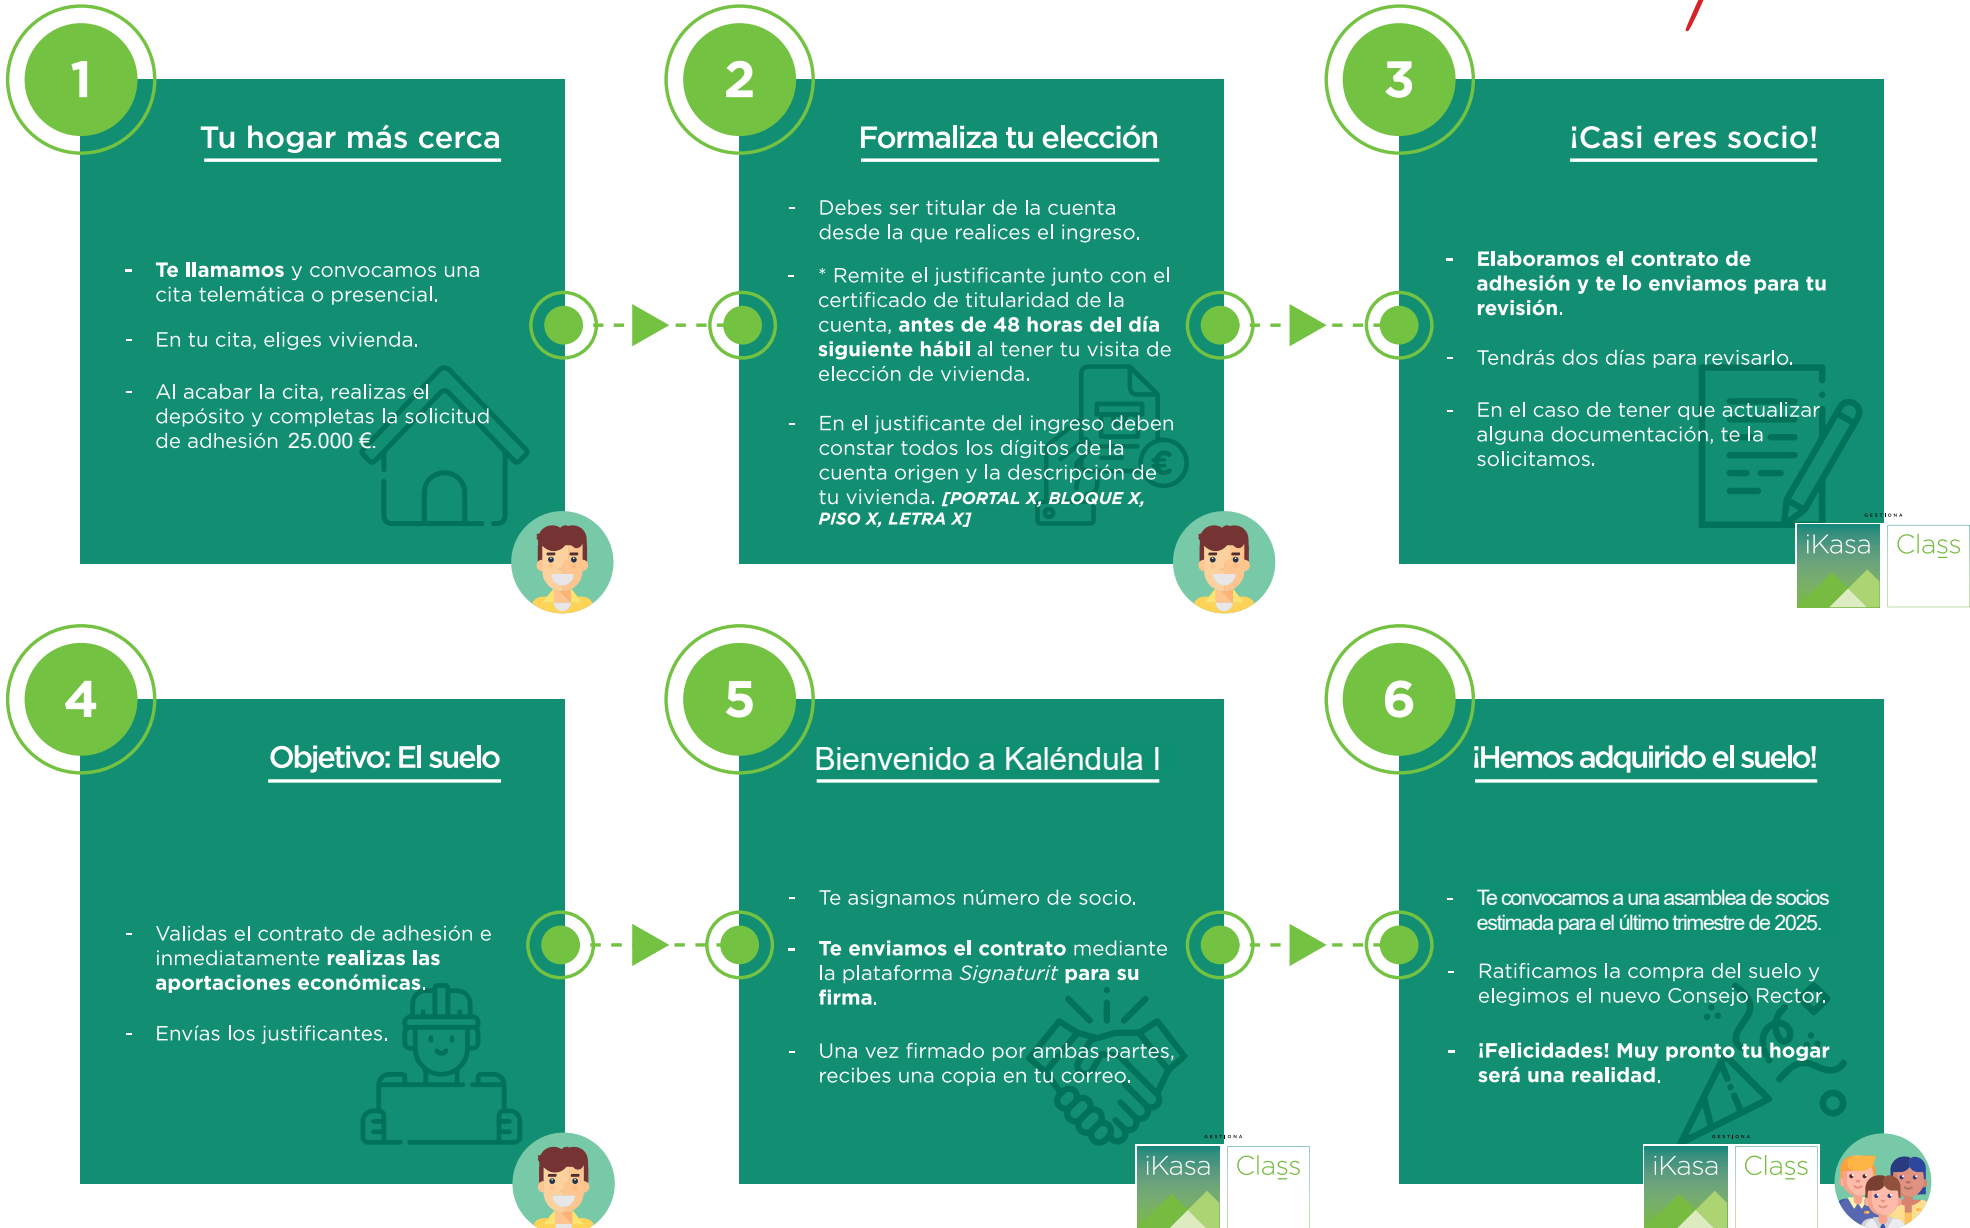 1
Tu hogar más cerca
- Te llamamos y convocamos una
cita telemática o presencial.
- En tu cita, eliges vivienda.
- Al acabar la cita, realizas el
depósito y completas la solicitud
de adhesión 25.000 €.
2
Formaliza tu elección
- Debes ser titular de la cuenta
desde la que realices el ingreso.
- * Remite el justificante junto con el
certificado de titularidad de la
cuenta, antes de 48 horas del día
siguiente hábil al tener tu visita de
elección de vivienda.
- En el justificante del ingreso deben
constar todos los dígitos de la
cuenta origen y la descripción de
tu vivienda. [PORTAL X, BLOQUE X,
PISO X, LETRA X]
3
¡Casi eres socio!
- Elaboramos el contrato de
adhesión y te lo enviamos para tu
revisión.
- Tendrás dos días para revisarlo.
- En el caso de tener que actualizar
alguna documentación, te la
solicitamos.
GESTIONA
iKasa Class
4
Objetivo: El suelo
- Validas el contrato de adhesión e
inmediatamente realizas las
aportaciones económicas.
- Envías los justificantes.
5
Bienvenido a Kaléndula I
- Te asignamos número de socio.
- Te enviamos el contrato mediante
la plataforma Signaturit para su
firma.
- Una vez firmado por ambas partes,
recibes una copia en tu correo.
GESTIONA
iKasa Class
6
¡Hemos adquirido el suelo!
- Te convocamos a una asamblea de socios
estimada para el último trimestre de 2025.
- Ratificamos la compra del suelo y
elegimos el nuevo Consejo Rector.
- ¡Felicidades! Muy pronto tu hogar
será una realidad.
GESTIONA
iKasa Class